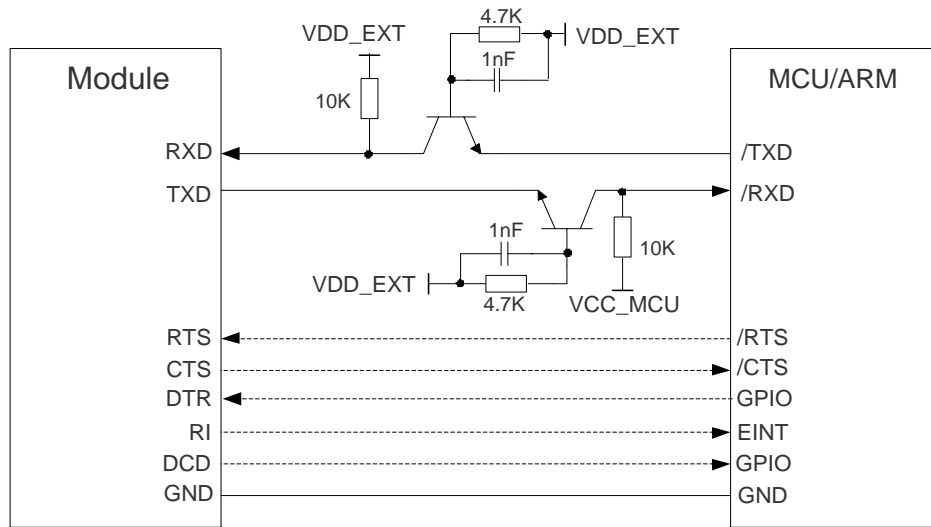 4.7K
VDD_EXT
VDD_EXT
1nF
Module
MCU/ARM
10K
RXD
/TXD
TXD
/RXD
1nF
10K
VDD_EXT
4.7K
VCC_MCU
RTS
/RTS
CTS
/CTS
DTR
GPIO
RI
EINT
DCD
GPIO
GND
GND